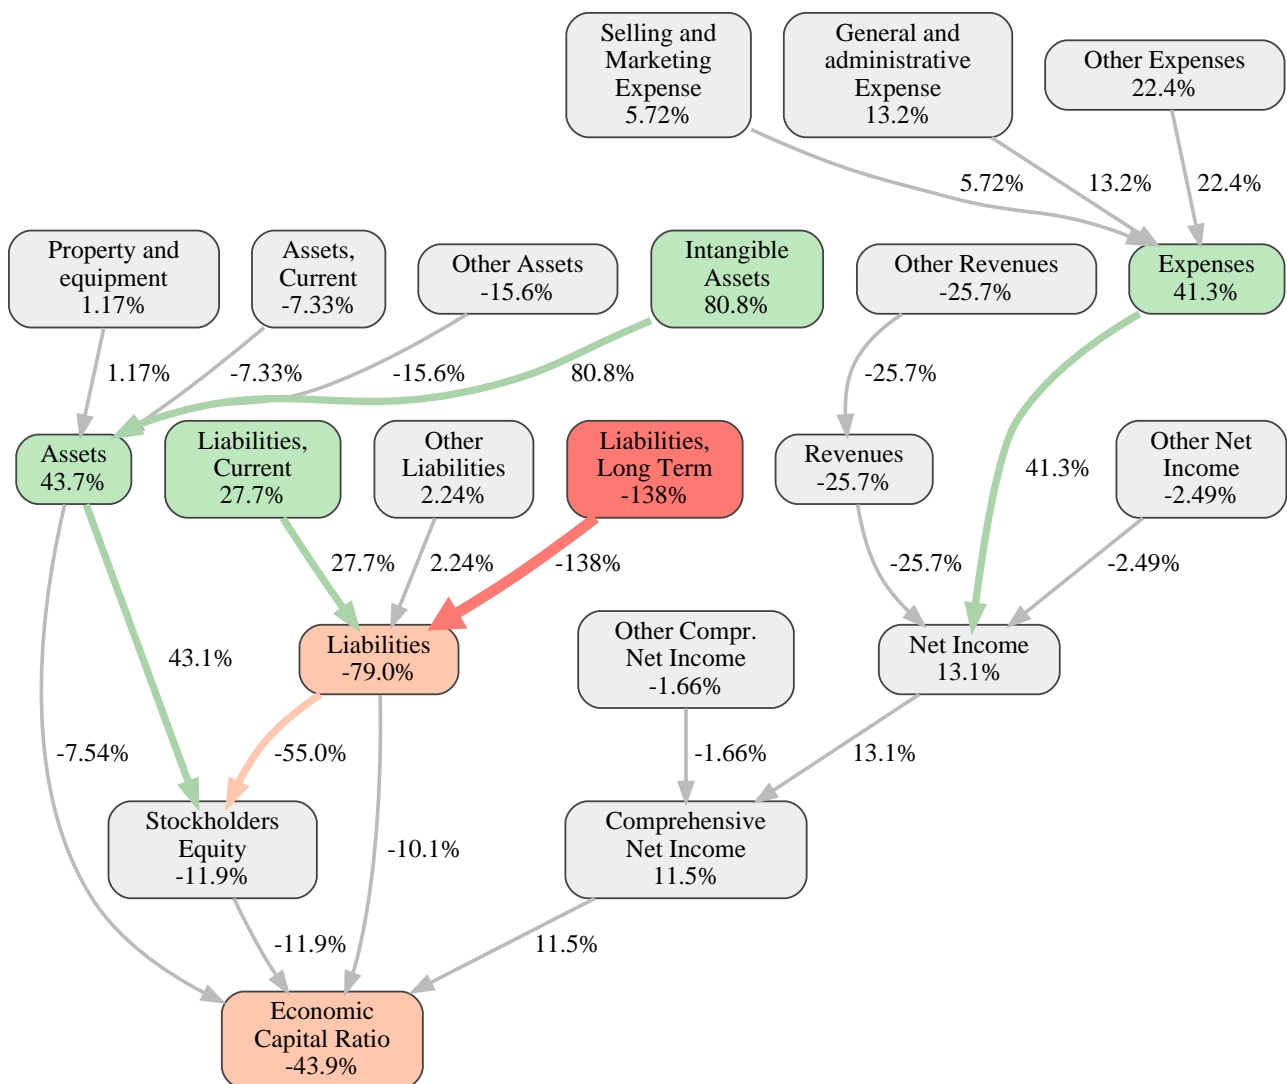 Selling and
Marketing
Expense
5.72%
General and
administrative
Expense
13.2%
Other Expenses
22.4%
5.72%
13.2%
22.4%
Property and
equipment
1.17%
Assets,
Current
-7.33%
Other Assets
-15.6%
Intangible
Assets
80.8%
Other Revenues
-25.7%
Expenses
41.3%
1.17%
-7.33%
-15.6%
80.8%
-25.7%
Assets
43.7%
Liabilities,
Current
27.7%
Other
Liabilities
2.24%
Liabilities,
Long Term
-138%
Revenues
-25.7%
41.3%
Other Net
Income
-2.49%
27.7%
2.24%
-138%
-25.7%
-2.49%
43.1%
Liabilities
-79.0%
Other Compr.
Net Income
-1.66%
Net Income
13.1%
-7.54%
-55.0%
-1.66%
13.1%
Stockholders
Equity
-11.9%
-10.1%
Comprehensive
Net Income
11.5%
-11.9%
11.5%
Economic
Capital Ratio
-43.9%